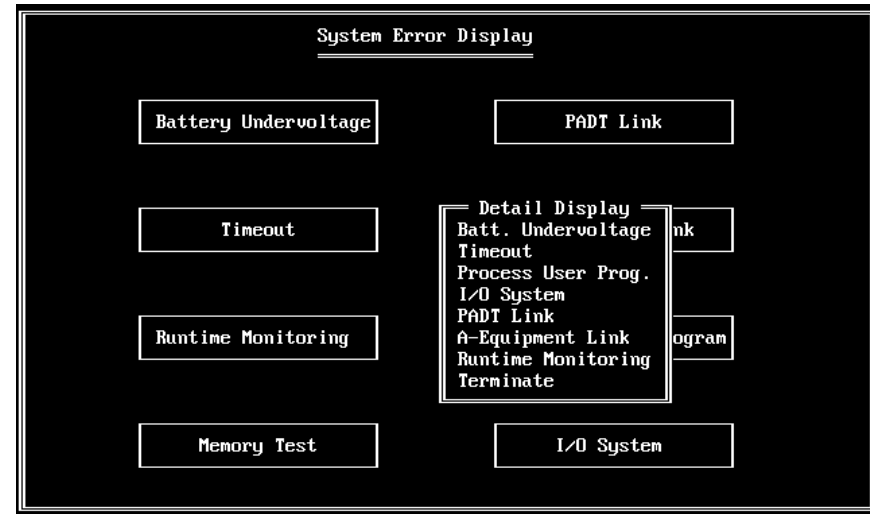 System Error Display
Battery Undervoltage
PADT Link
Timeout
Runtime Monitoring
Memory Test
I/O System
Detail Display
Batt. Undervoltage
Timeout
Process User Prog.
I/O System
PADT Link
A-Equipment Link
Runtime Monitoring
Terminate
nk
ogram